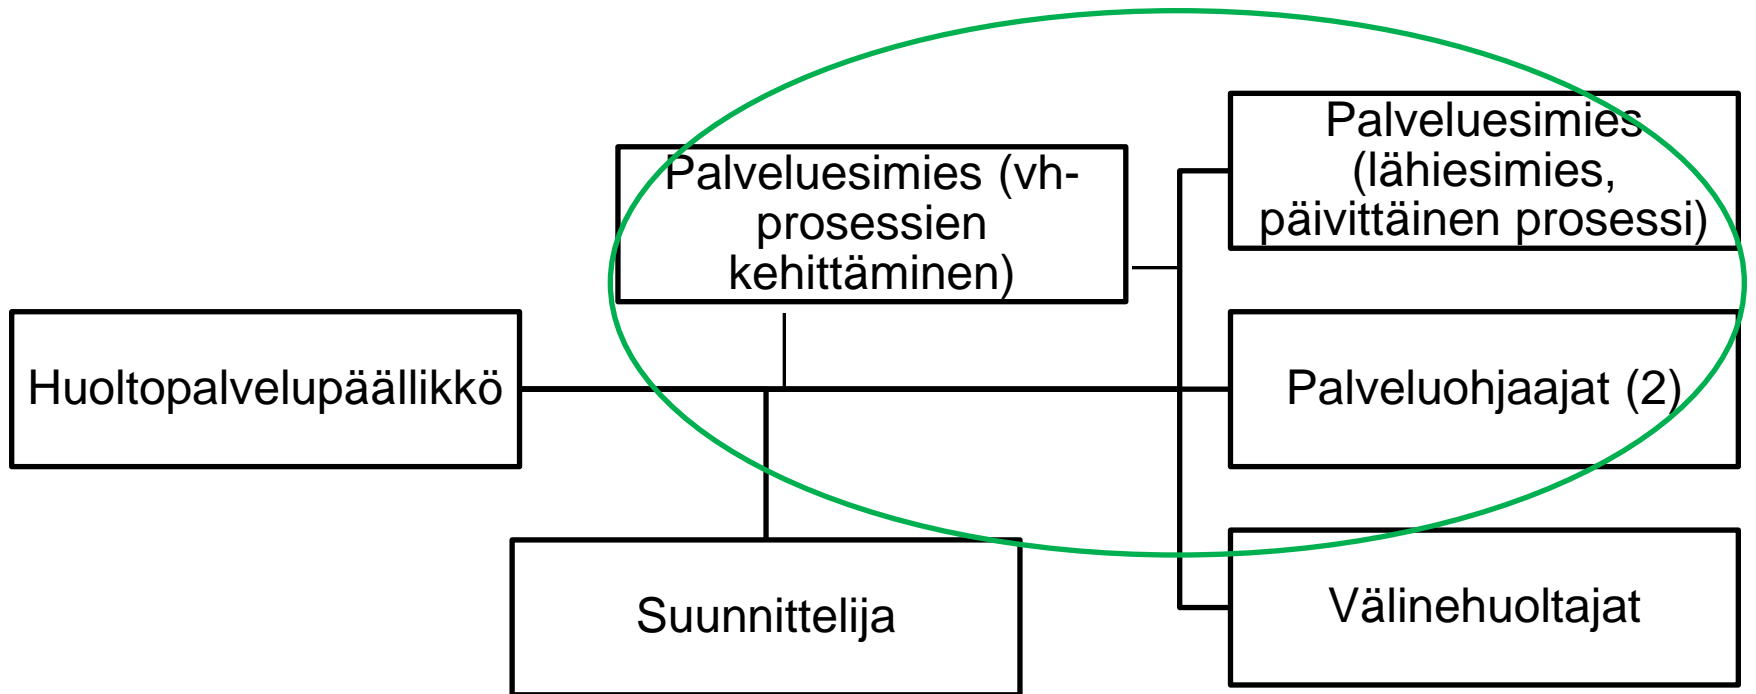 Palveluesimies
(lähiesimies,
päivittäinen prosessi)
Palveluesimies (vh-
prosessien
kehittäminen)
Huoltopalvelupäällikkö
Palveluohjaajat (2)
Suunnittelija
Välinehuoltajat